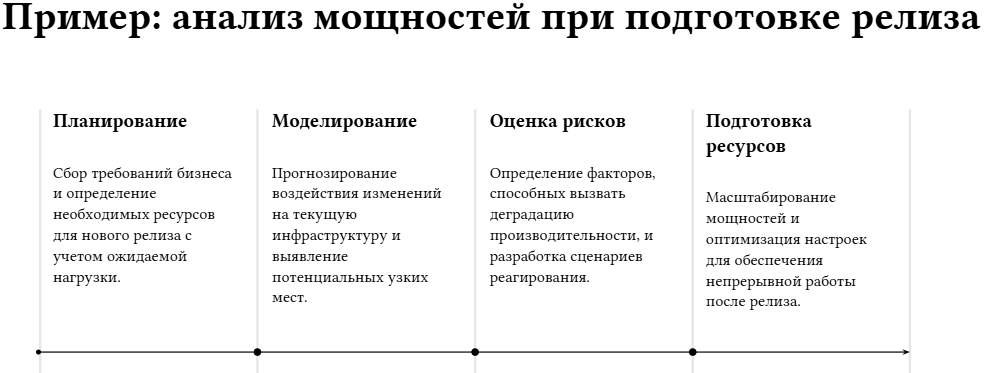 Пример: анализ мощностей при подготовке релиза
Планирование
Сбор требований бизнеса
и определение
необходимых ресурсов
для нового релиза с
учетом ожидаемой
нагрузки.
Моделирование
Прогнозирование
воздействия изменений
на текущую
инфраструктуру и
выявление
потенциальных узких
мест.
Оценка рисков
Определение факторов,
способных вызвать
деградацию
производительности, и
разработка сценариев
реагирования.
Подготовка
ресурсов
Масштабирование
мощностей и
оптимизация настроек
для обеспечения
непрерывной работы
после релиза.